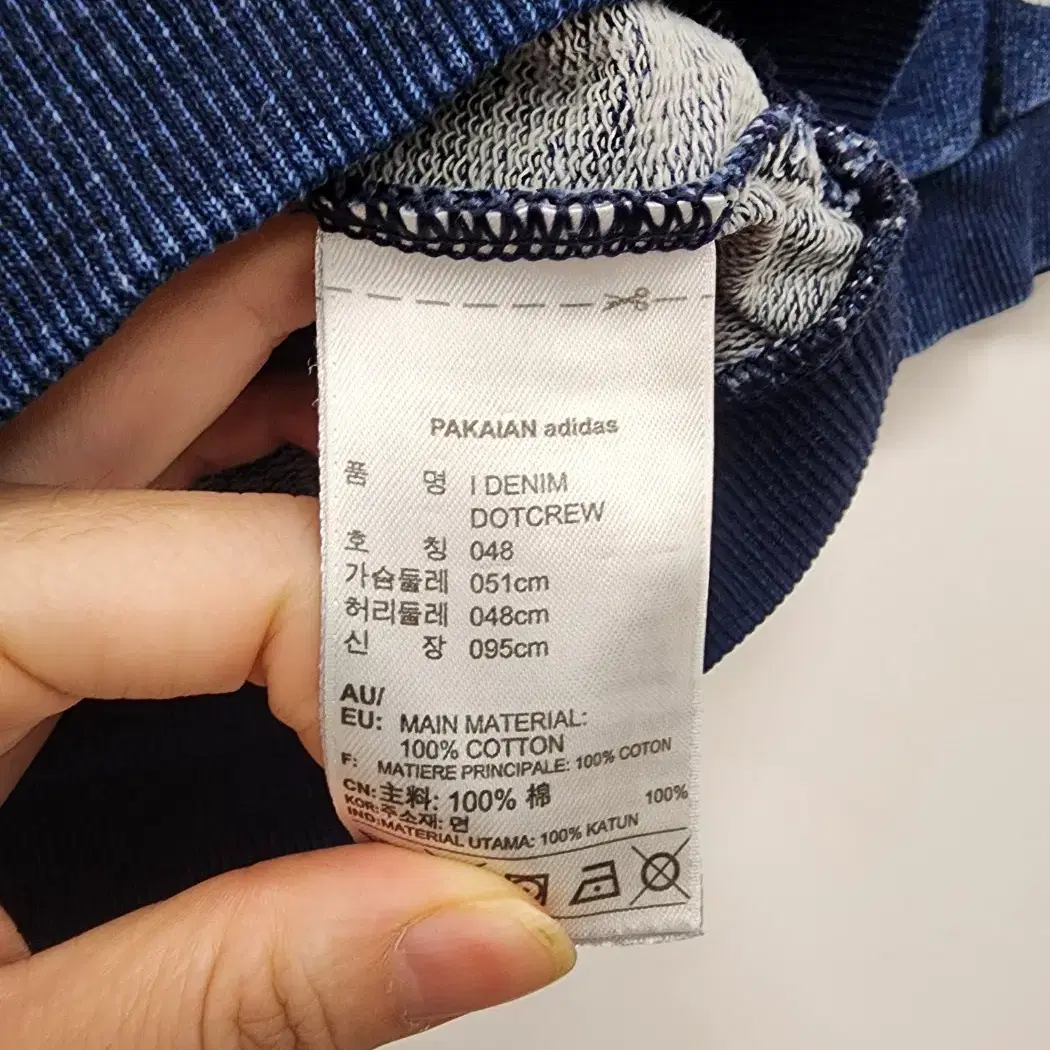 PAKAIAN adidas
품 명 I DENIM
DOTCREW
호 칭 048
가슴둘레 051cm
허리둘레 048cm
신 장 095cm
AU/
EU: MAIN MATERIAL:
100% COTTON
F: MATIERE PRINCIPALE: 100% COTON
CN:主料: 100% 棉
KOR:주소재: 면 100%
IND:MATERIAL UTAMA: 100% KATUN